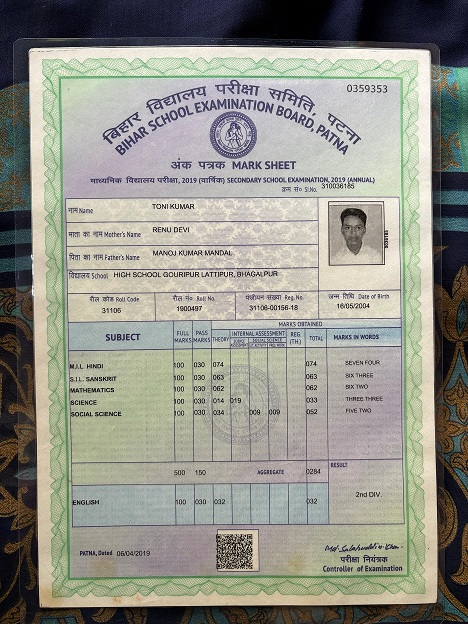 0359353
बिहार विद्यालय परीक्षा समिति, पटना
BIHAR SCHOOL EXAMINATION BOARD, PATNA
अंक पत्रक MARK SHEET
माध्यमिक विद्यालय परीक्षा, 2019 (वार्षिक) SECONDARY SCHOOL EXAMINATION, 2019 (ANNUAL)
क्रम सं० Sl.No. 310036185
नाम Name TONI KUMAR
माता का नाम Mother's Name RENU DEVI
पिता का नाम Father's Name MANOJ KUMAR MANDAL
विद्यालय School HIGH SCHOOL GOURIPUR LATTIPUR, BHAGALPUR
रौल कोड Roll Code रौल नं० Roll No. पंजीयन संख्या Reg. No. जन्म तिथि Date of Birth
31106 1900497 31106-00156-18 16/05/2004
MARKS OBTAINED
SUBJECT FULL MARKS PASS MARKS THEORY INTERNAL ASSESSMENT REG (TH.) TOTAL MARKS IN WORDS
M.I.L. HINDI 100 030 074 074 SEVEN FOUR
S.I.L. SANSKRIT 100 030 063 063 SIX THREE
MATHEMATICS 100 030 062 062 SIX TWO
SCIENCE 100 030 014 019 033 THREE THREE
SOCIAL SCIENCE 100 030 034 009 009 052 FIVE TWO
500 150 AGGREGATE 0284 RESULT
2nd DIV.
ENGLISH 100 030 032 032
PATNA, Dated 06/04/2019
परीक्षा नियंत्रक
Controller of Examination